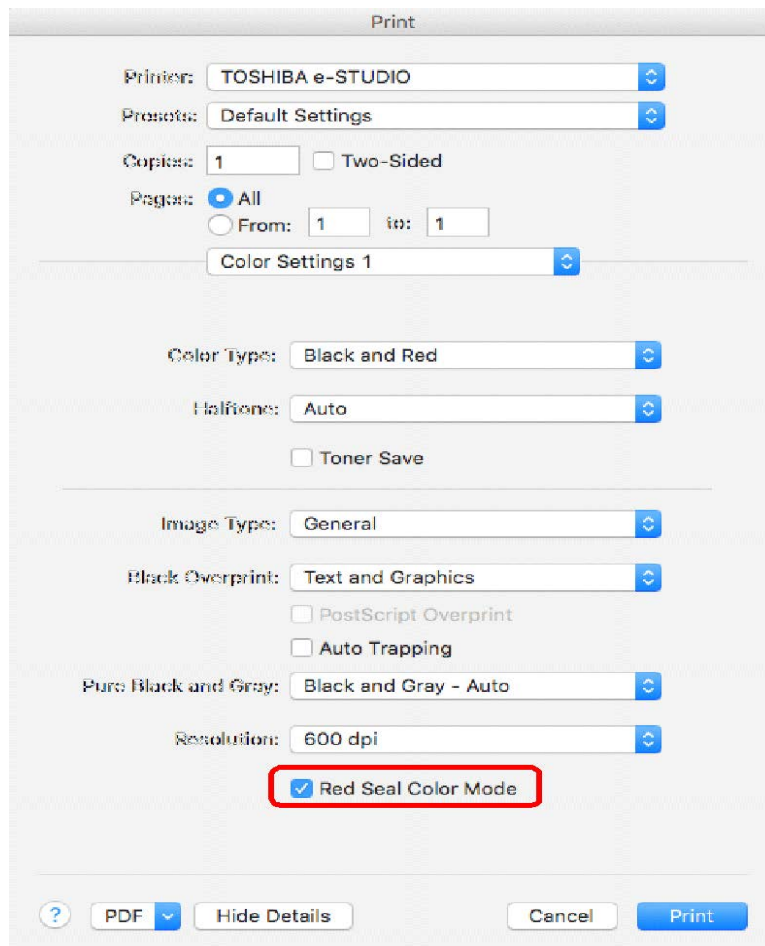 Print
Printer: TOSHIBA e-STUDIO
Presets: Default Settings
Copies: 1 Two-Sided
Pages: All
From: 1 to: 1
Color Settings 1
Color Type: Black and Red
Halftone: Auto
Toner Save
Image Type: General
Black Overprint: Text and Graphics
PostScript Overprint
Auto Trapping
Pure Black and Gray: Black and Gray - Auto
Resolution: 600 dpi
Red Seal Color Mode
? PDF Hide Details Cancel Print